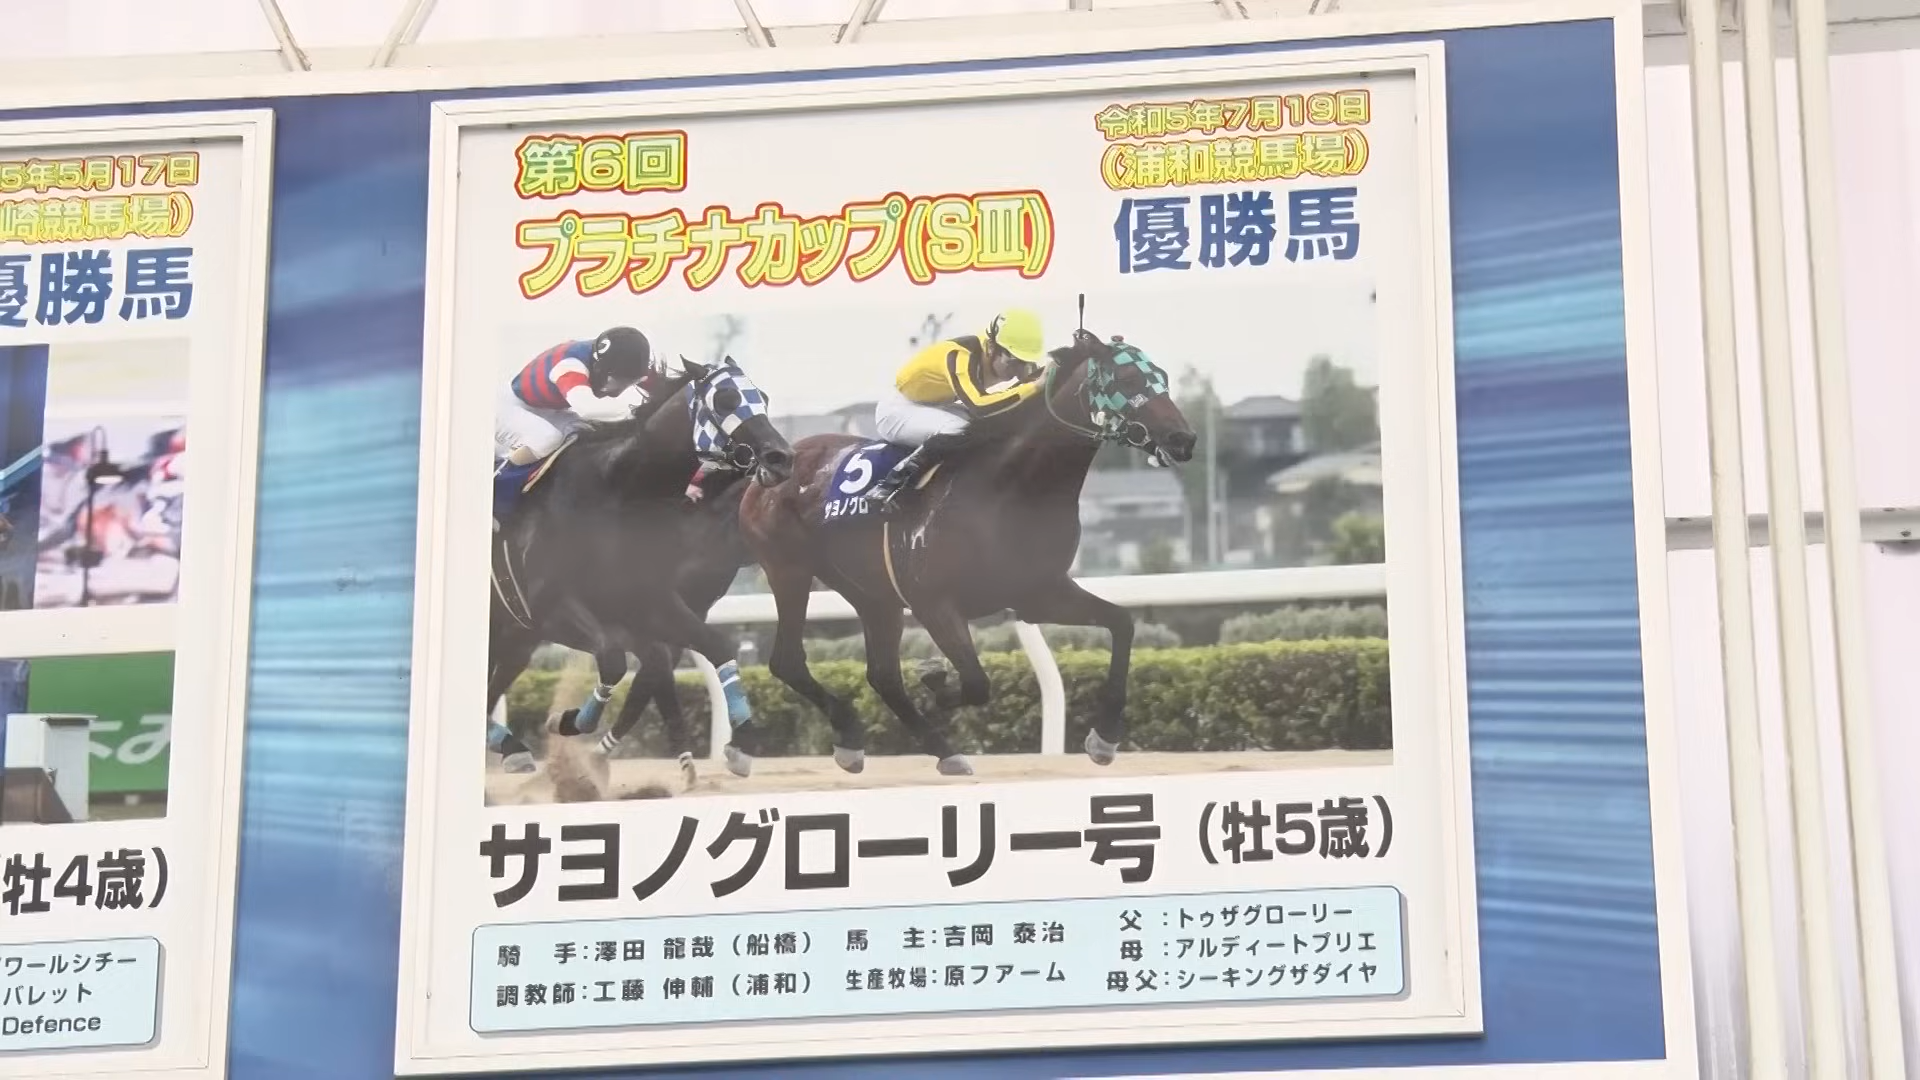 5年5月17日
崎競馬場）
優勝馬
牡4歳）
ワールシチー
バレット
Defence
第6回
プラチナカップ(SⅢ)
令和5年7月19日
（浦和競馬場）
優勝馬
5
サヨノグロ
サヨノグローリー号（牡5歳）
騎　手：澤田 龍哉（船橋）
調教師：工藤 伸輔（浦和）
馬　主：吉岡 泰治
生産牧場：原フアーム
父　：トゥザグローリー
母　：アルディートプリエ
母父：シーキングザダイヤ